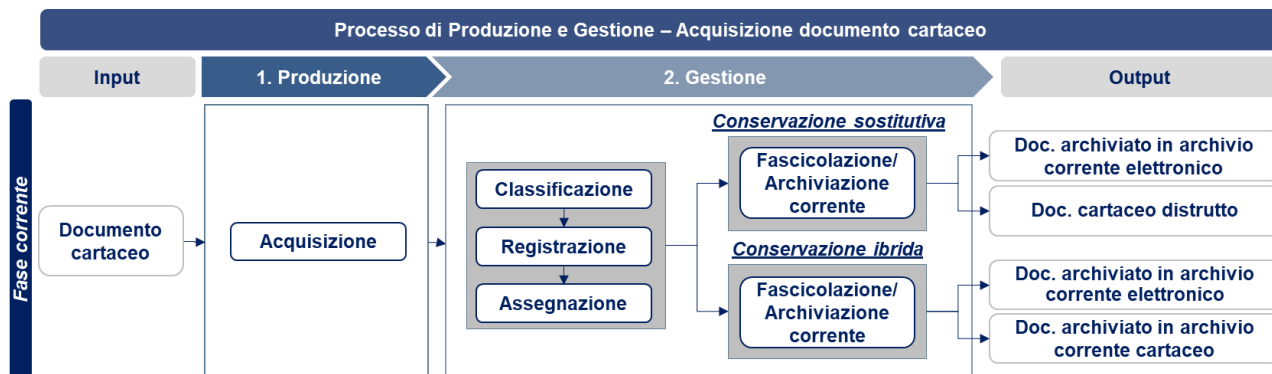 Processo di Produzione e Gestione – Acquisizione documento cartaceo
Input
1. Produzione
2. Gestione
Output
Fase corrente
Documento
cartaceo
Acquisizione
Classificazione
Registrazione
Assegnazione
Conservazione sostitutiva
Fascicolazione/
Archiviazione
corrente
Conservazione ibrida
Fascicolazione/
Archiviazione
corrente
Doc. archiviato in archivio
corrente elettronico
Doc. cartaceo distrutto
Doc. archiviato in archivio
corrente elettronico
Doc. archiviato in archivio
corrente cartaceo